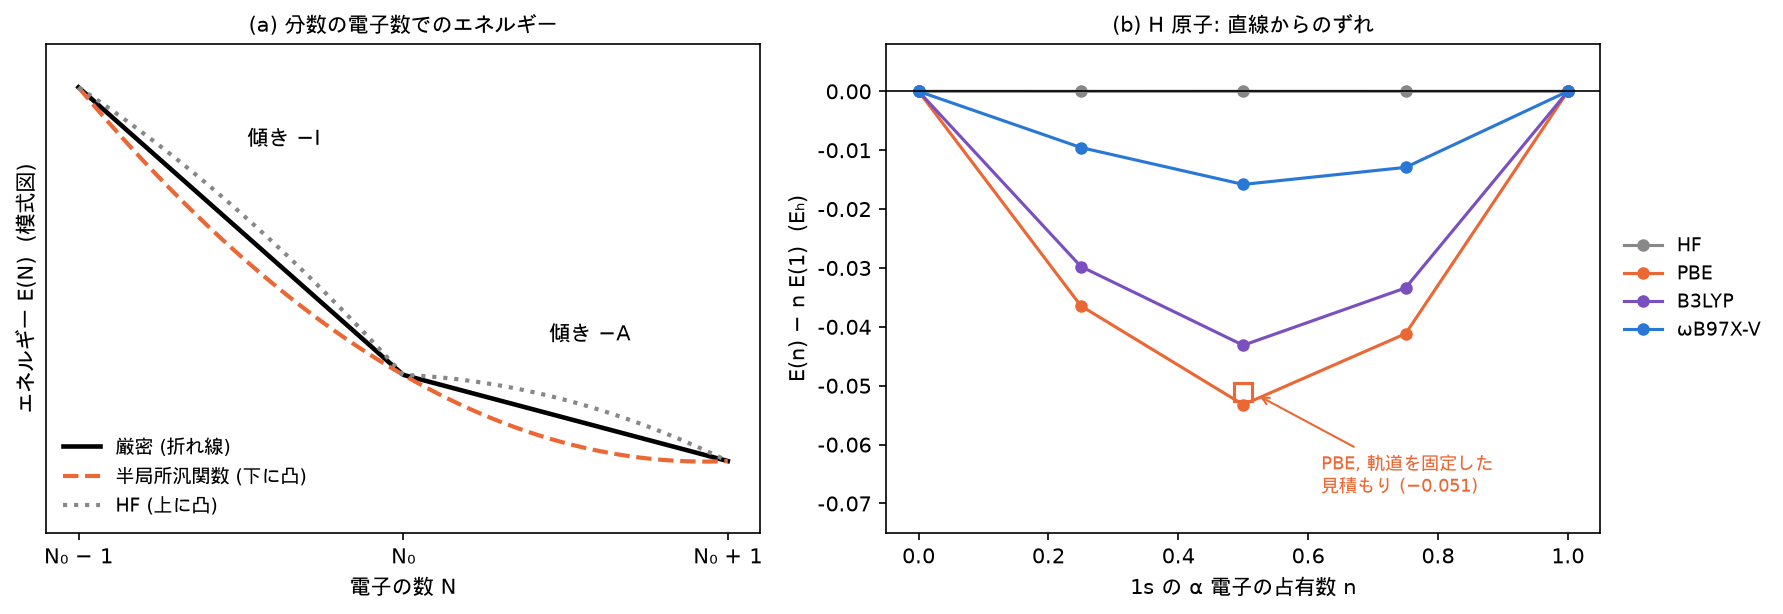 (a) 分数の電子数でのエネルギー
エネルギー E(N) (模式図)
傾き −I
傾き −A
厳密 (折れ線)
半局所汎関数 (下に凸)
HF (上に凸)
N₀ − 1
N₀
N₀ + 1
電子の数 N
(b) H 原子: 直線からのずれ
E(n) − n E(1) (Eₕ)
0.00
-0.01
-0.02
-0.03
-0.04
-0.05
-0.06
-0.07
PBE, 軌道を固定した
見積もり (−0.051)
0.0
0.2
0.4
0.6
0.8
1.0
1s の α 電子の占有数 n
HF
PBE
B3LYP
ωB97X-V